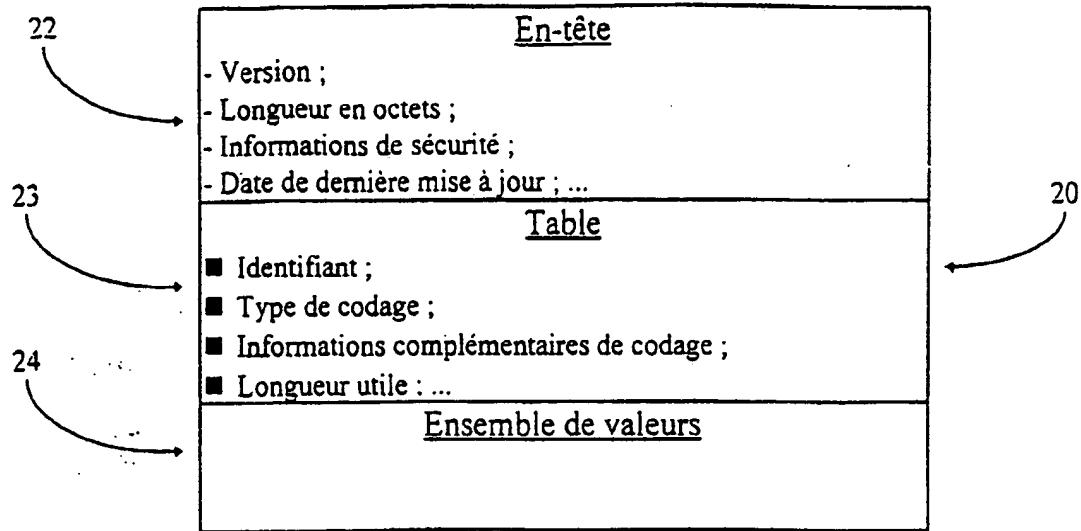 22
En-tête
- Version ;
- Longueur en octets ;
- Informations de sécurité ;
- Date de dernière mise à jour ; ...
23
20
Table
■ Identifiant ;
■ Type de codage ;
■ Informations complémentaires de codage ;
■ Longueur utile : ...
24
Ensemble de valeurs